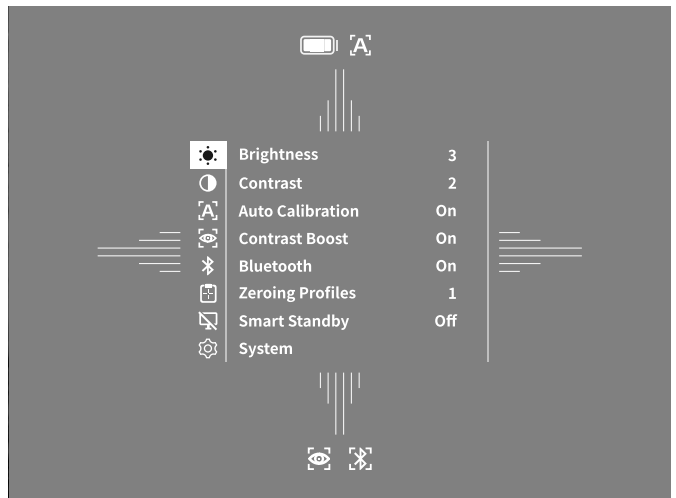 [A]
Brightness 3
Contrast 2
[A] Auto Calibration On
Contrast Boost On
Bluetooth On
Zeroing Profiles 1
Smart Standby Off
System